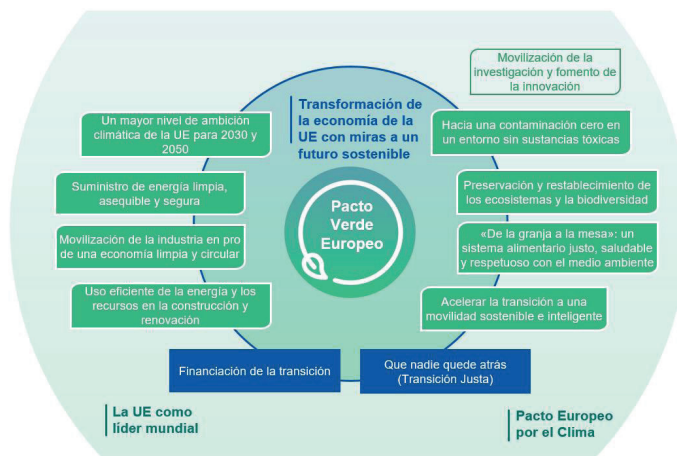 Movilización de la
investigación y fomento de
la innovación
Transformación de
la economía de la
UE con miras a un
futuro sostenible
Un mayor nivel de ambición
climática de la UE para 2030 y
2050
Hacia una contaminación cero en
un entorno sin sustancias tóxicas
Suministro de energía limpia,
asequible y segura
Preservación y restablecimiento de
los ecosistemas y la biodiversidad
Pacto
Verde
Europeo
Movilización de la industria en pro
de una economía limpia y circular
«De la granja a la mesa»: un
sistema alimentario justo, saludable
y respetuoso con el medio ambiente
Uso eficiente de la energía y los
recursos en la construcción y
renovación
Acelerar la transición a una
movilidad sostenible e inteligente
Financiación de la transición
Que nadie quede atrás
(Transición Justa)
La UE como
líder mundial
Pacto Europeo
por el Clima